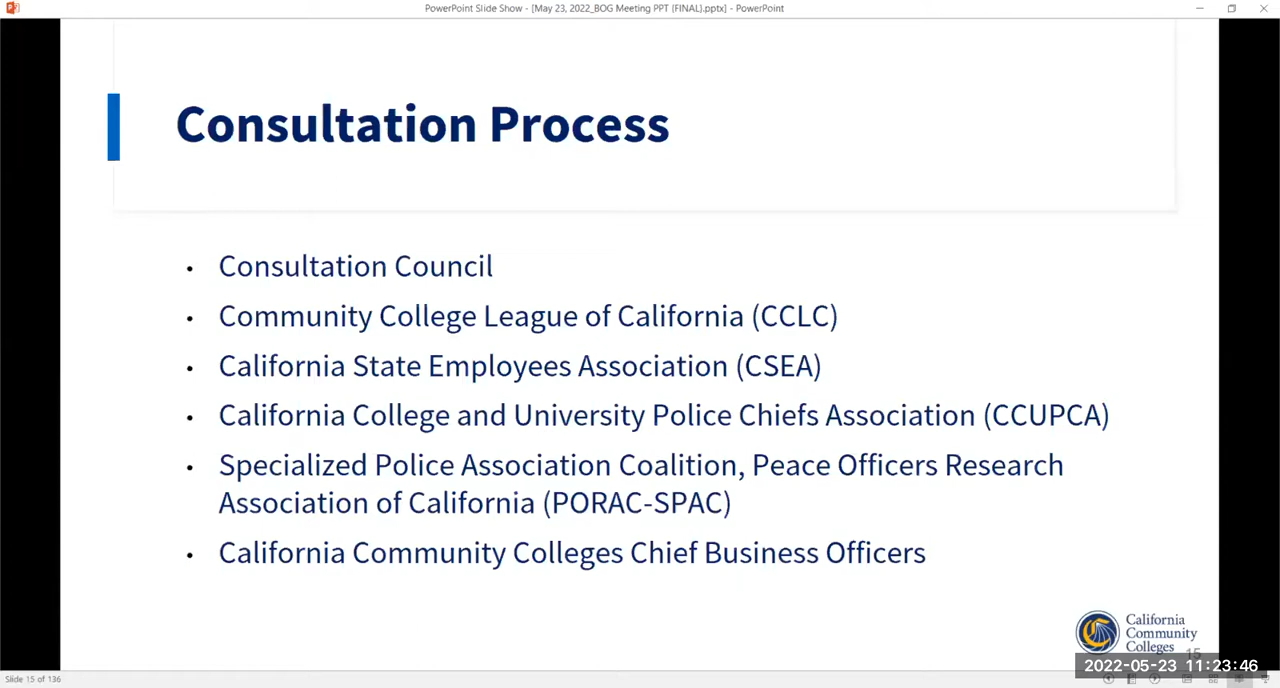 PowerPoint Slide Show - [May 23, 2022_BOG Meeting PPT (FINAL).pptx] - PowerPoint
Consultation Process
• Consultation Council
• Community College League of California (CCLC)
• California State Employees Association (CSEA)
• California College and University Police Chiefs Association (CCUPCA)
• Specialized Police Association Coalition, Peace Officers Research
Association of California (PORAC-SPAC)
• California Community Colleges Chief Business Officers
California
Community
Colleges
15
2022-05-23 11:23:46
Slide 15 of 136